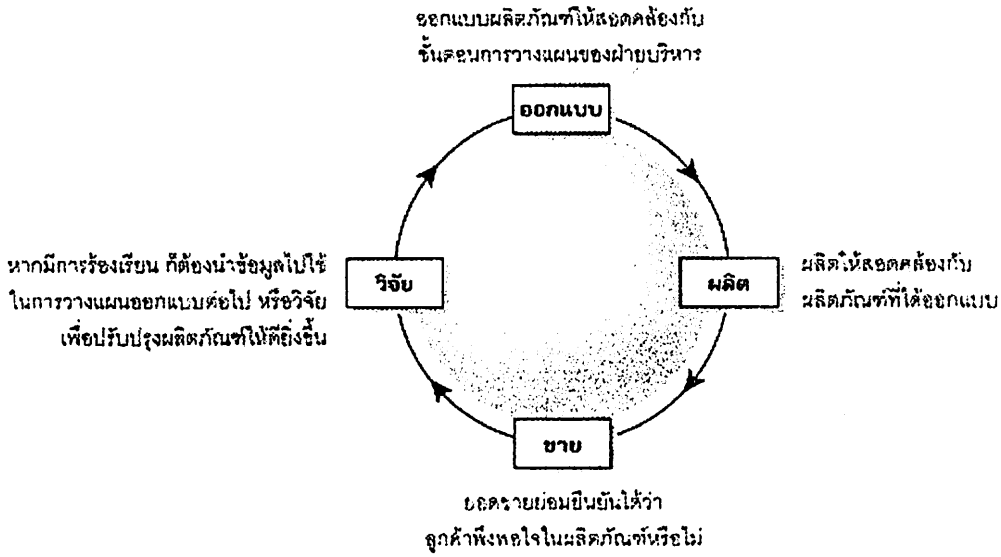 ออกแบบผลิตภัณฑ์ให้สอดคล้องกับ
ขั้นตอนการวางแผนของฝ่ายบริหาร
ออกแบบ
หากมีการร้องเรียน ก็ต้องนำข้อมูลไปใช้
ในการวางแผนออกแบบต่อไป หรือวิจัย
เพื่อปรับปรุงผลิตภัณฑ์ให้ดียิ่งขึ้น
วิจัย
ผลิต
ผลิตให้สอดคล้องกับ
ผลิตภัณฑ์ที่ได้ออกแบบ
ขาย
ยอดขายย่อมยืนยันได้ว่า
ลูกค้าพึงพอใจในผลิตภัณฑ์หรือไม่